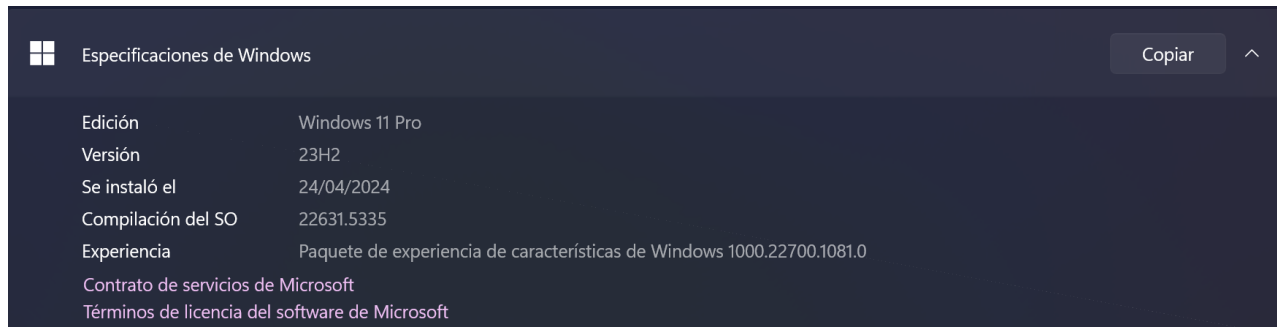 Especificaciones de Windows Copiar
Edición Windows 11 Pro
Versión 23H2
Se instaló el 24/04/2024
Compilación del SO 22631.5335
Experiencia Paquete de experiencia de características de Windows 1000.22700.1081.0
Contrato de servicios de Microsoft
Términos de licencia del software de Microsoft